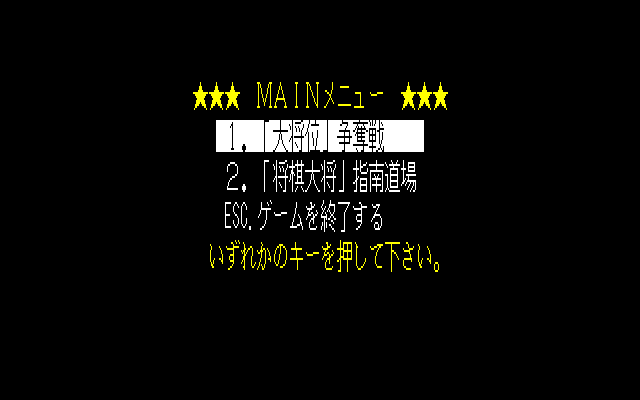 ★★★ ＭＡＩＮメニュー ★★★
１．「大将位」争奪戦
２．「将棋大将」指南道場
ESC.ゲームを終了する
いずれかのキーを押して下さい。